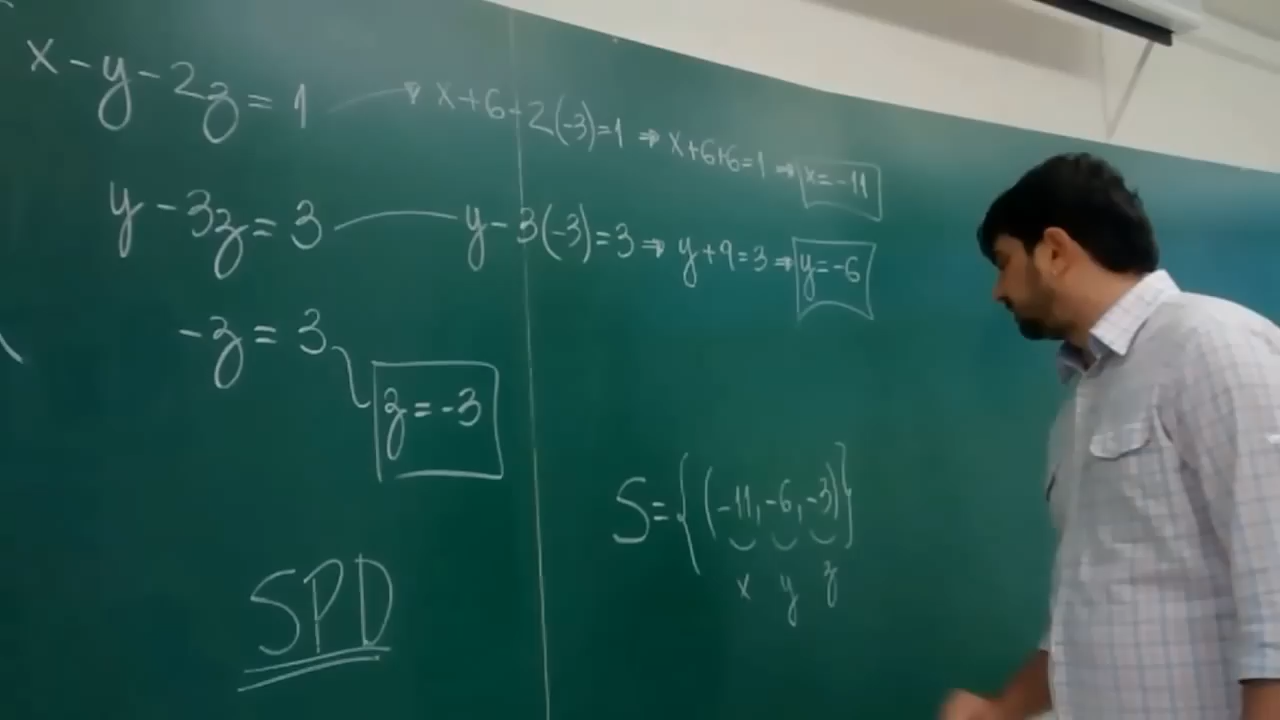 x - y - 2z = 1 → x + 6 - 2(-3) = 1 ⇒ x + 6 + 6 = 1 ⇒ x = -11
y - 3z = 3 — y - 3(-3) = 3 ⇒ y + 9 = 3 ⇒ y = -6
-z = 3
z = -3
S = {(-11, -6, -3)}
x y z
SPD